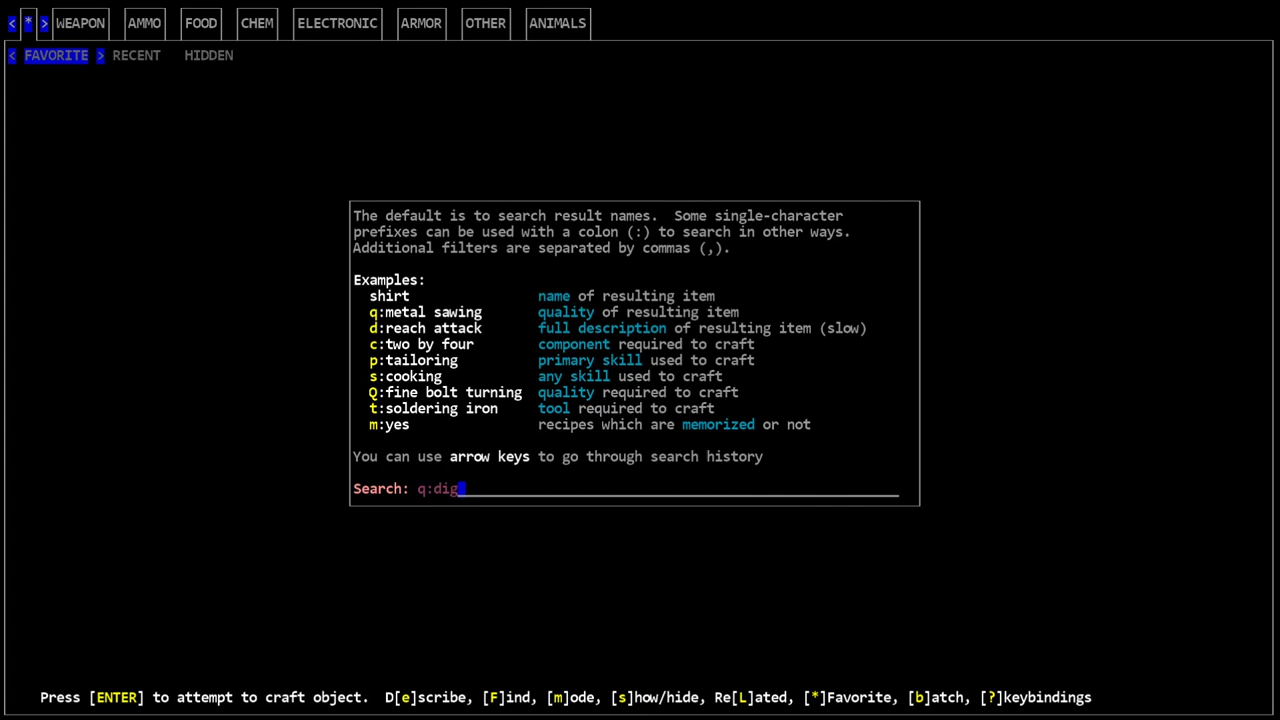 < * > WEAPON AMMO FOOD CHEM ELECTRONIC ARMOR OTHER ANIMALS
< FAVORITE > RECENT HIDDEN
The default is to search result names. Some single-character
prefixes can be used with a colon (:) to search in other ways.
Additional filters are separated by commas (,).
Examples:
shirt name of resulting item
q:metal sawing quality of resulting item
d:reach attack full description of resulting item (slow)
c:two by four component required to craft
p:tailoring primary skill used to craft
s:cooking any skill used to craft
Q:fine bolt turning quality required to craft
t:soldering iron tool required to craft
m:yes recipes which are memorized or not
You can use arrow keys to go through search history
Search: q:dig
Press [ENTER] to attempt to craft object. D[e]scribe, [F]ind, [m]ode, [s]how/hide, Re[L]ated, [*]Favorite, [b]atch, [?]keybindings